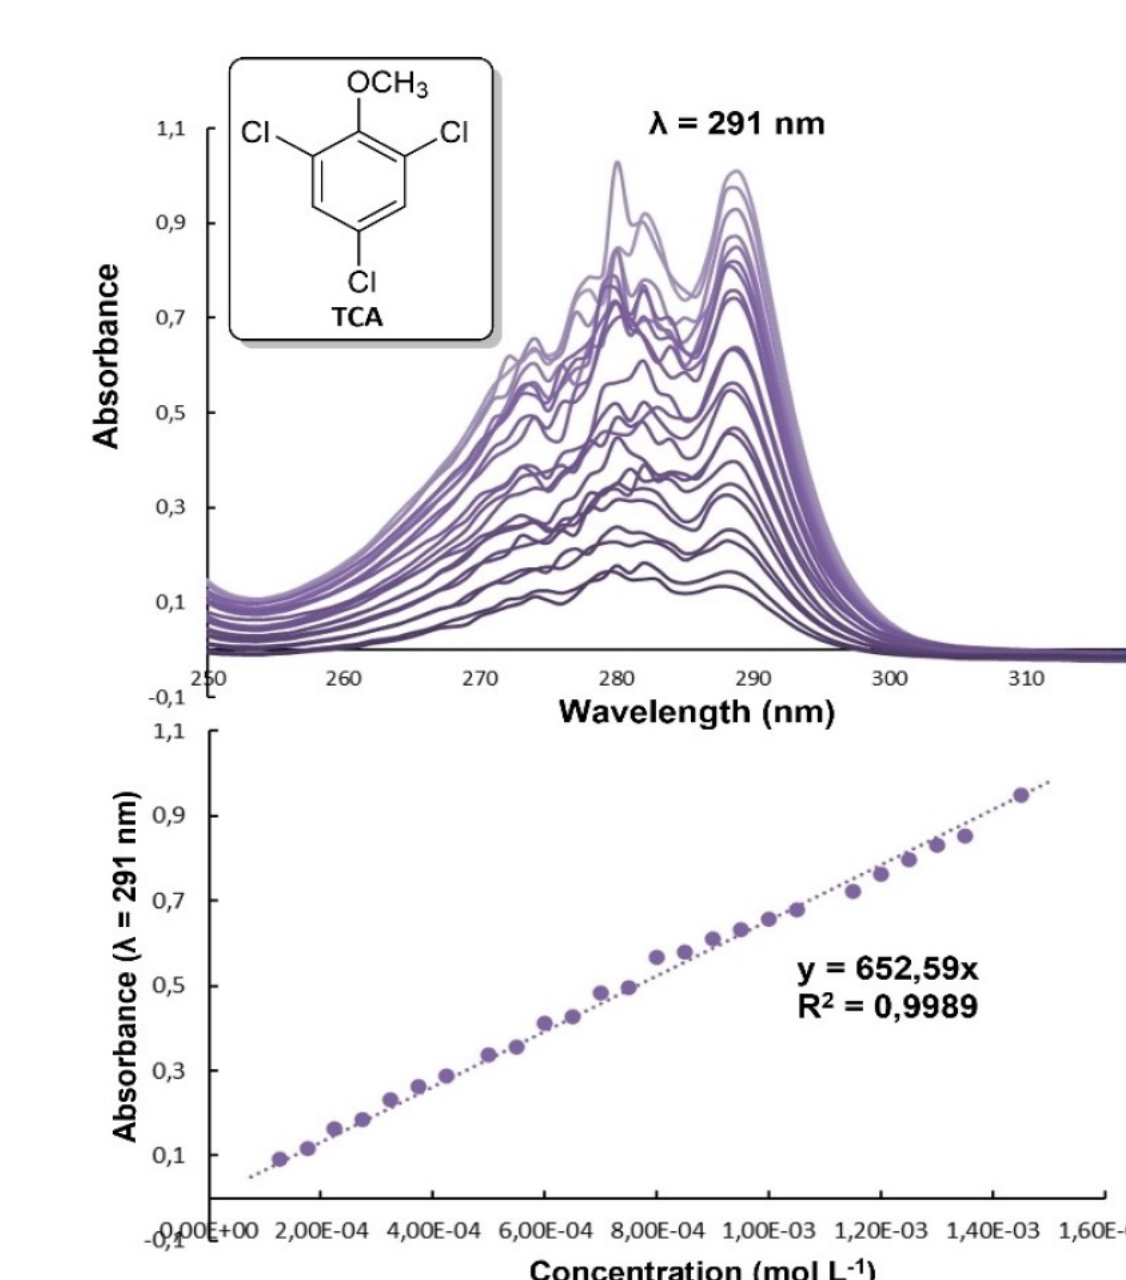 OCH₃
Cl
Cl
Cl
TCA
λ = 291 nm
Absorbance
1,1
0,9
0,7
0,5
0,3
0,1
-0,1
250 260 270 280 290 300 310
Wavelength (nm)
Absorbance (λ = 291 nm)
1,1
0,9
0,7
0,5
0,3
0,1
-0,1
y = 652,59x
R² = 0,9989
0,00E+00 2,00E-04 4,00E-04 6,00E-04 8,00E-04 1,00E-03 1,20E-03 1,40E-03 1,60E-
Concentration (mol L⁻¹)